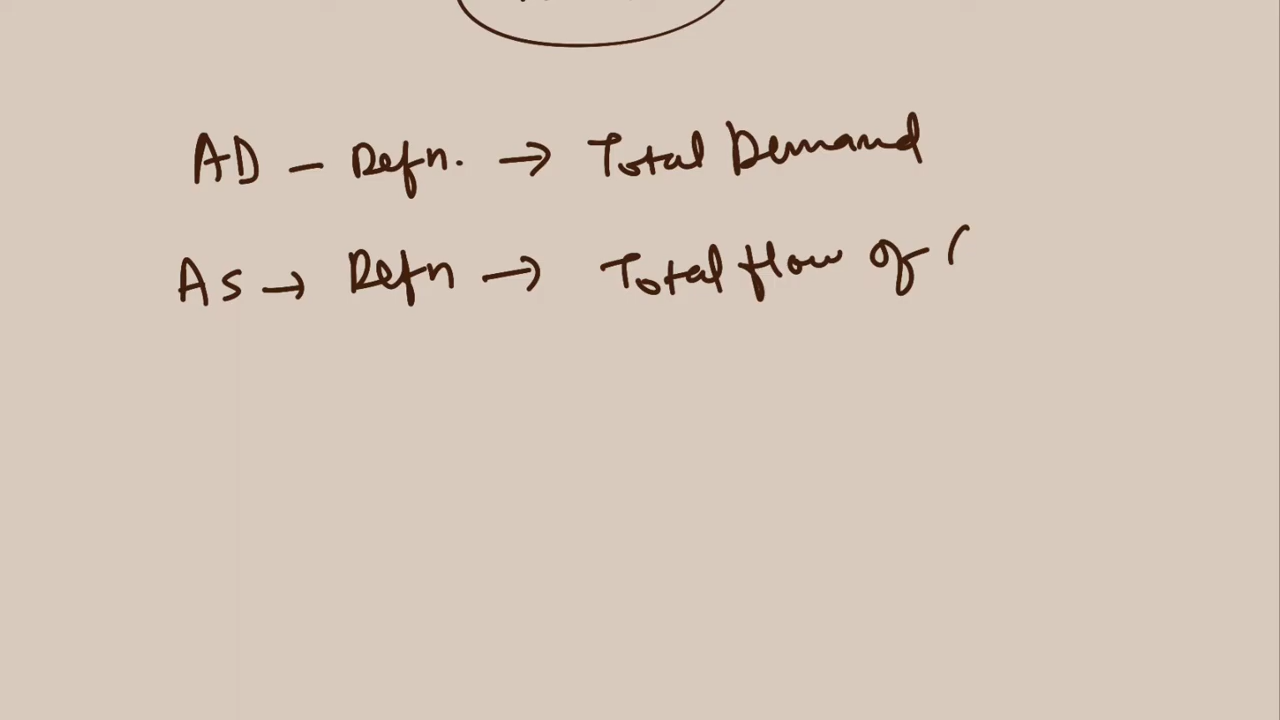 AD - Defn. → Total Demand
AS → Defn → Total flow of (